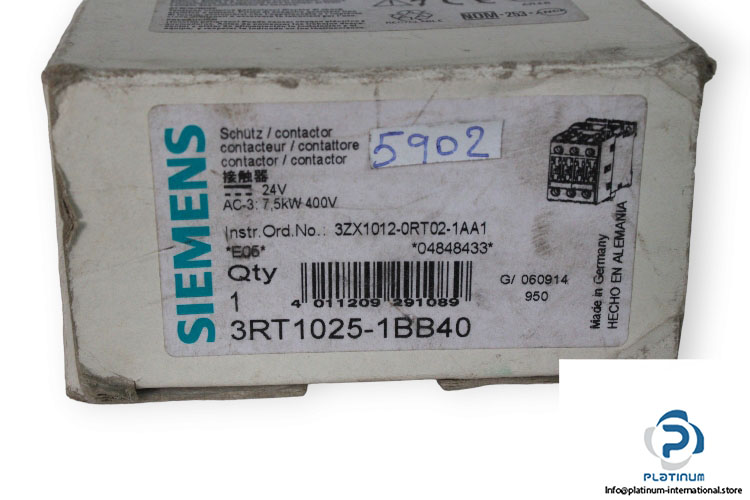 NOM-263-ANCE
SIEMENS
Schütz / contactor
contacteur / contattore
contactor / contactor
接触器
24V
AC-3: 7,5kW 400V
5902
Instr.Ord.No.: 3ZX1012-0RT02-1AA1
*E06* *04848433*
Qty
1
4 011209 291089
G/ 060914
950
3RT1025-1BB40
Made in Germany
HECHO EN ALEMANIA
PLATINUM
Info@platinum-international.store